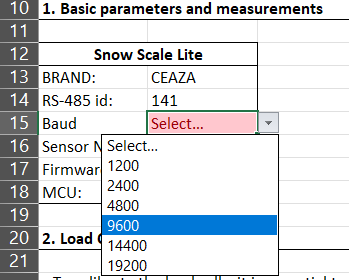 10 1. Basic parameters and measurements
11
12 Snow Scale Lite
13 BRAND: CEAZA
14 RS-485 id: 141
15 Baud Select...
16 Sensor N
17 Firmwar
18 MCU:
19
20 2. Load
21
Select...
1200
2400
4800
9600
14400
19200